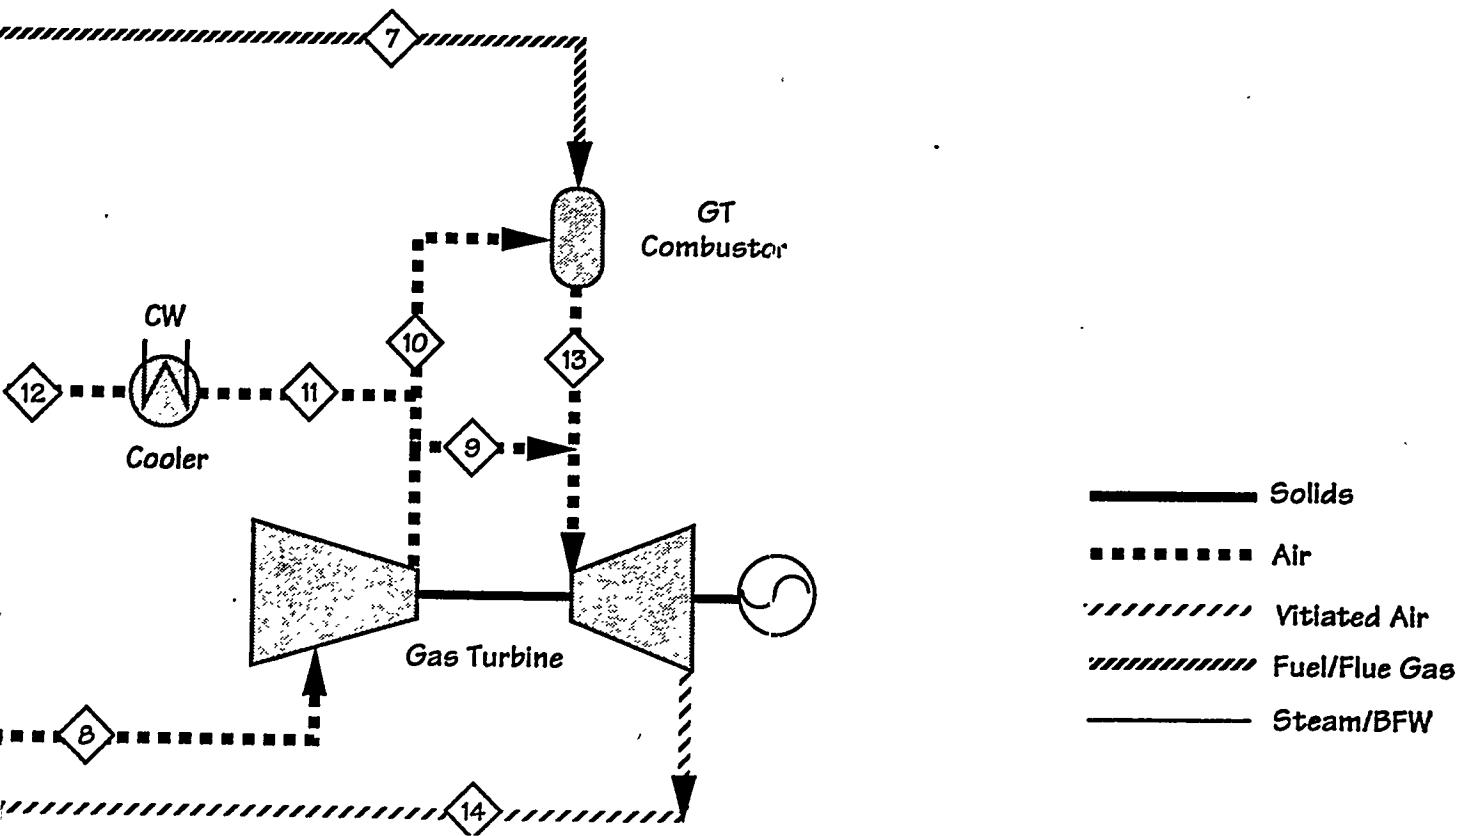 7
GT
Combustor
CW
10
13
12
11
9
Cooler
Solids
Air
Vitiated Air
Gas Turbine
Fuel/Flue Gas
8
Steam/BFW
14